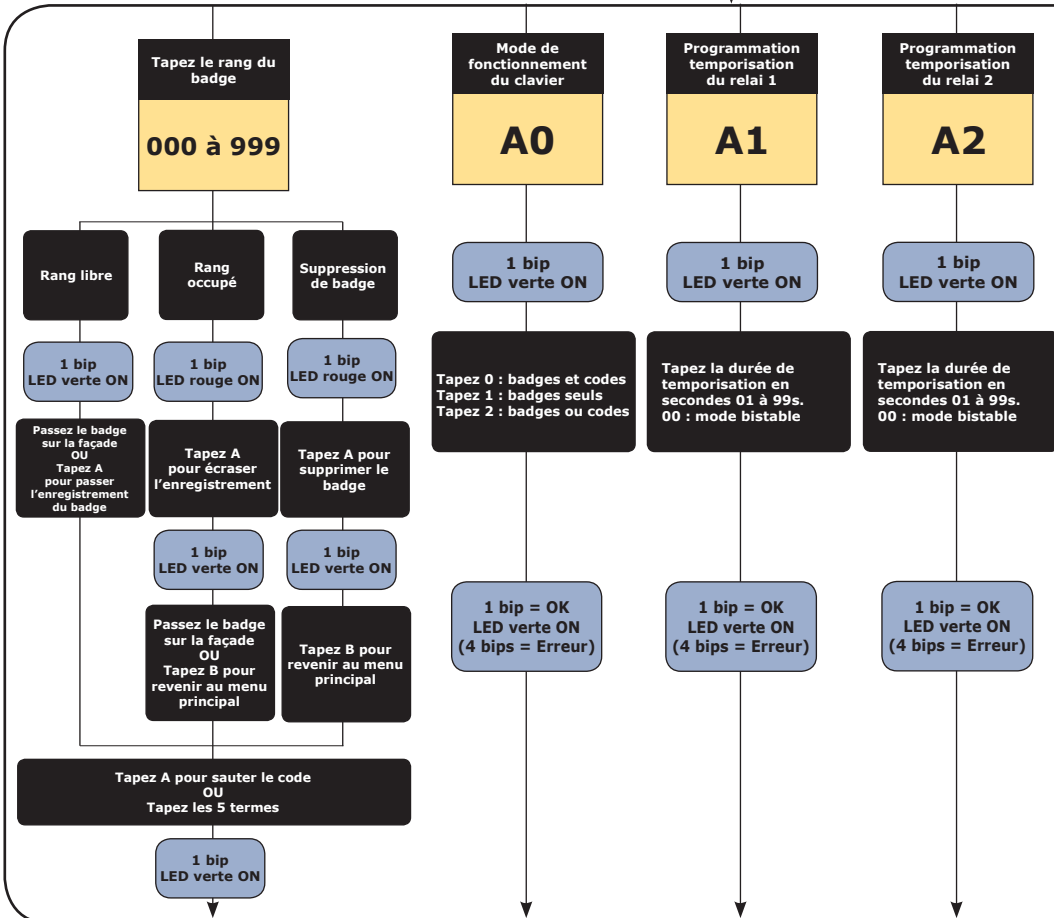 Tapez le rang du
badge
000 à 999
Rang libre
1 bip
LED verte ON
Passez le badge
sur la façade
OU
Tapez A
pour passer
l'enregistrement
du badge
Rang
occupé
1 bip
LED rouge ON
Tapez A
pour écraser
l'enregistrement
1 bip
LED verte ON
Passez le badge
sur la façade
OU
Tapez B pour
revenir au menu
principal
Suppression
de badge
1 bip
LED rouge ON
Tapez A pour
supprimer le
badge
1 bip
LED verte ON
Tapez B pour
revenir au menu
principal
Tapez A pour sauter le code
OU
Tapez les 5 termes
1 bip
LED verte ON
Mode de
fonctionnement
du clavier
A0
1 bip
LED verte ON
Tapez 0 : badges et codes
Tapez 1 : badges seuls
Tapez 2 : badges ou codes
1 bip = OK
LED verte ON
(4 bips = Erreur)
Programmation
temporisation
du relai 1
A1
1 bip
LED verte ON
Tapez la durée de
temporisation en
secondes 01 à 99s.
00 : mode bistable
1 bip = OK
LED verte ON
(4 bips = Erreur)
Programmation
temporisation
du relai 2
A2
1 bip
LED verte ON
Tapez la durée de
temporisation en
secondes 01 à 99s.
00 : mode bistable
1 bip = OK
LED verte ON
(4 bips = Erreur)